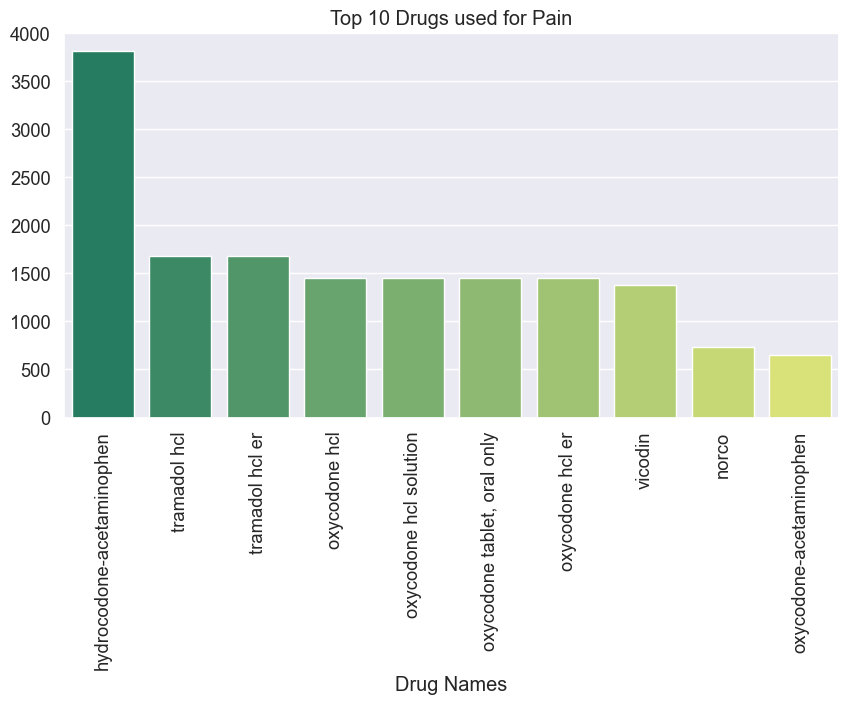 Top 10 Drugs used for Pain
4000
3500
3000
2500
2000
1500
1000
500
0
hydrocodone-acetaminophen
tramadol hcl
tramadol hcl er
oxycodone hcl
oxycodone hcl solution
oxycodone tablet, oral only
oxycodone hcl er
vicodin
norco
oxycodone-acetaminophen
Drug Names